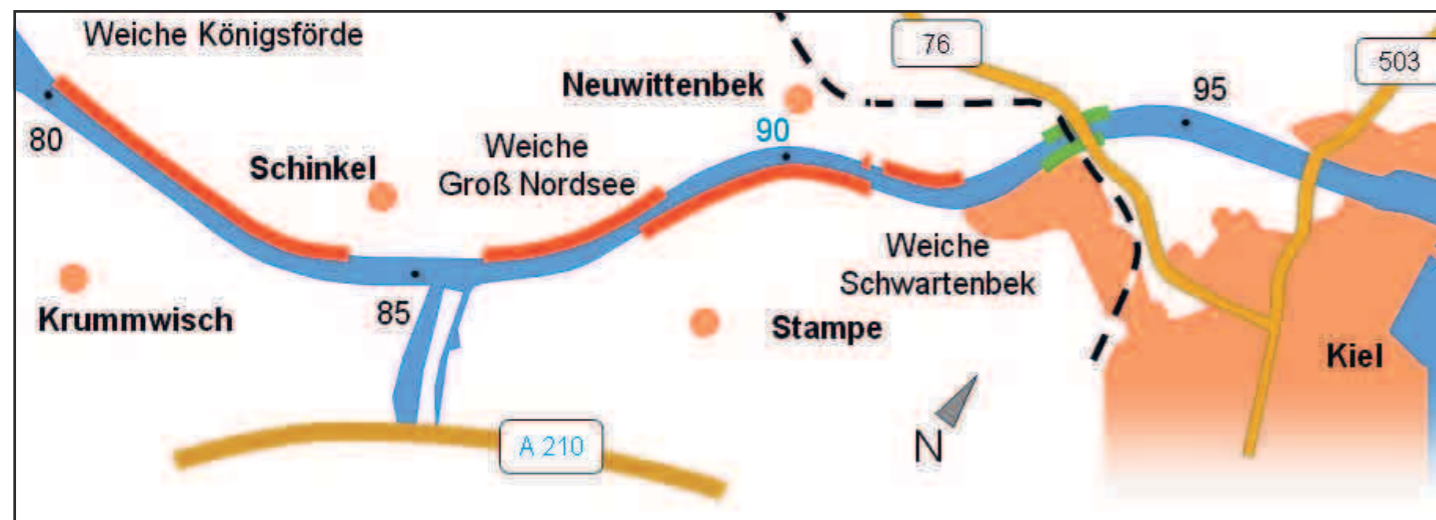 Weiche Königsförde
76
503
Neuwittenbek
95
80
90
Weiche
Groß Nordsee
Schinkel
Weiche
Schwartenbek
Krummwisch
85
Stampe
Kiel
A 210
N